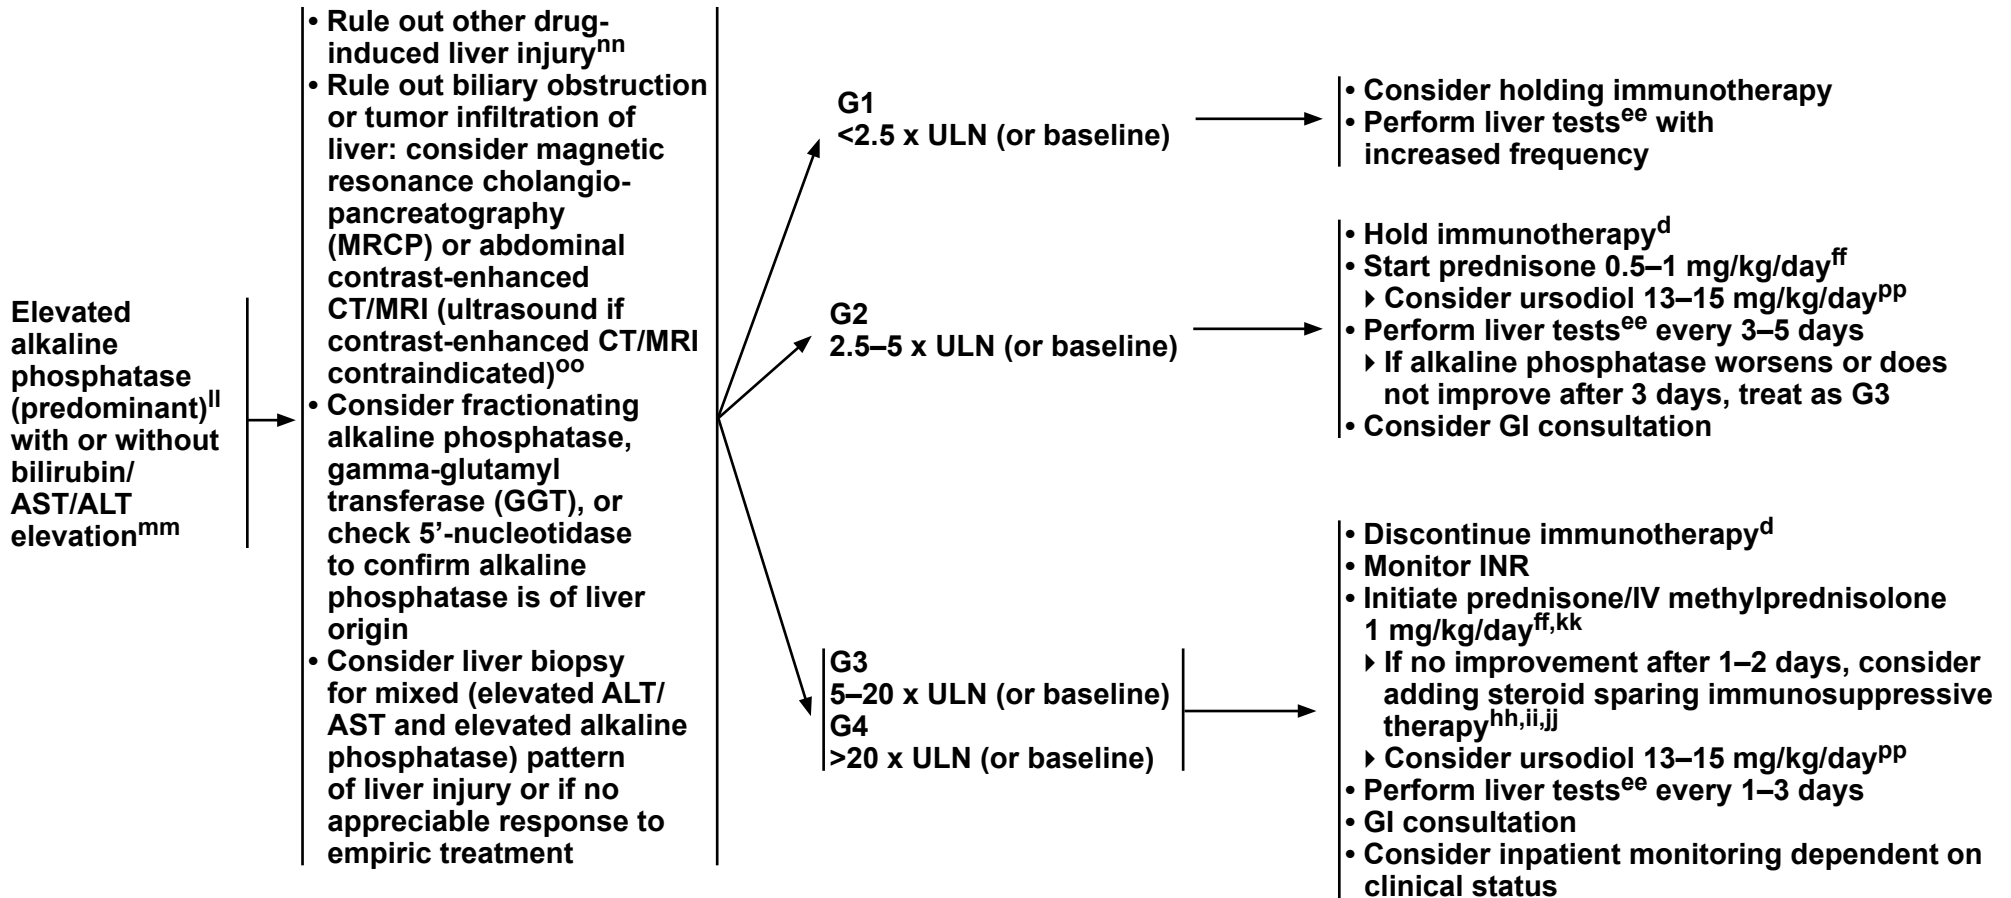 Elevated
alkaline
phosphatase
(predominant)ll
with or without
bilirubin/
AST/ALT
elevationmm
• Rule out other drug-
induced liver injurynn
• Rule out biliary obstruction
or tumor infiltration of
liver: consider magnetic
resonance cholangio-
pancreatography
(MRCP) or abdominal
contrast-enhanced
CT/MRI (ultrasound if
contrast-enhanced CT/MRI
contraindicated)oo
• Consider fractionating
alkaline phosphatase,
gamma-glutamyl
transferase (GGT), or
check 5’-nucleotidase
to confirm alkaline
phosphatase is of liver
origin
• Consider liver biopsy
for mixed (elevated ALT/
AST and elevated alkaline
phosphatase) pattern
of liver injury or if no
appreciable response to
empiric treatment
G1
<2.5 x ULN (or baseline)
• Consider holding immunotherapy
• Perform liver testsee with
increased frequency
G2
2.5–5 x ULN (or baseline)
• Hold immunotherapyd
• Start prednisone 0.5–1 mg/kg/dayff
▸ Consider ursodiol 13–15 mg/kg/daypp
• Perform liver testsee every 3–5 days
▸ If alkaline phosphatase worsens or does
not improve after 3 days, treat as G3
• Consider GI consultation
G3
5–20 x ULN (or baseline)
G4
>20 x ULN (or baseline)
• Discontinue immunotherapyd
• Monitor INR
• Initiate prednisone/IV methylprednisolone
1 mg/kg/dayff,kk
▸ If no improvement after 1–2 days, consider
adding steroid sparing immunosuppressive
therapyhh,ii,jj
▸ Consider ursodiol 13–15 mg/kg/daypp
• Perform liver testsee every 1–3 days
• GI consultation
• Consider inpatient monitoring dependent on
clinical status